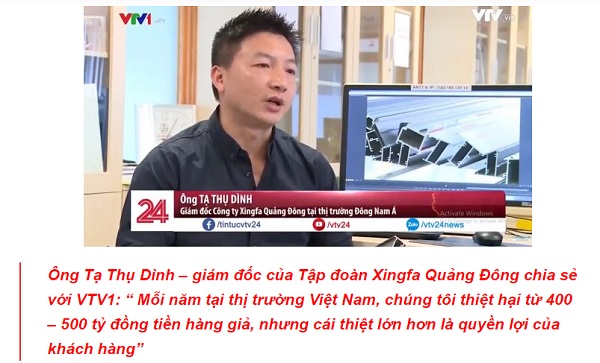 VTV1
VTV.vn
Ông TẠ THỤ DÌNH
Giám đốc Công ty Xingfa Quảng Đông tại thị trường Đông Nam Á
24
Activate Windows
/tintucvtv24
/vtv24
Zalo /vtv24news
Ông Tạ Thụ Dình – giám đốc của Tập đoàn Xingfa Quảng Đông chia sẻ
với VTV1: “ Mỗi năm tại thị trường Việt Nam, chúng tôi thiệt hại từ 400
– 500 tỷ đồng tiền hàng giả, nhưng cái thiệt lớn hơn là quyền lợi của
khách hàng”